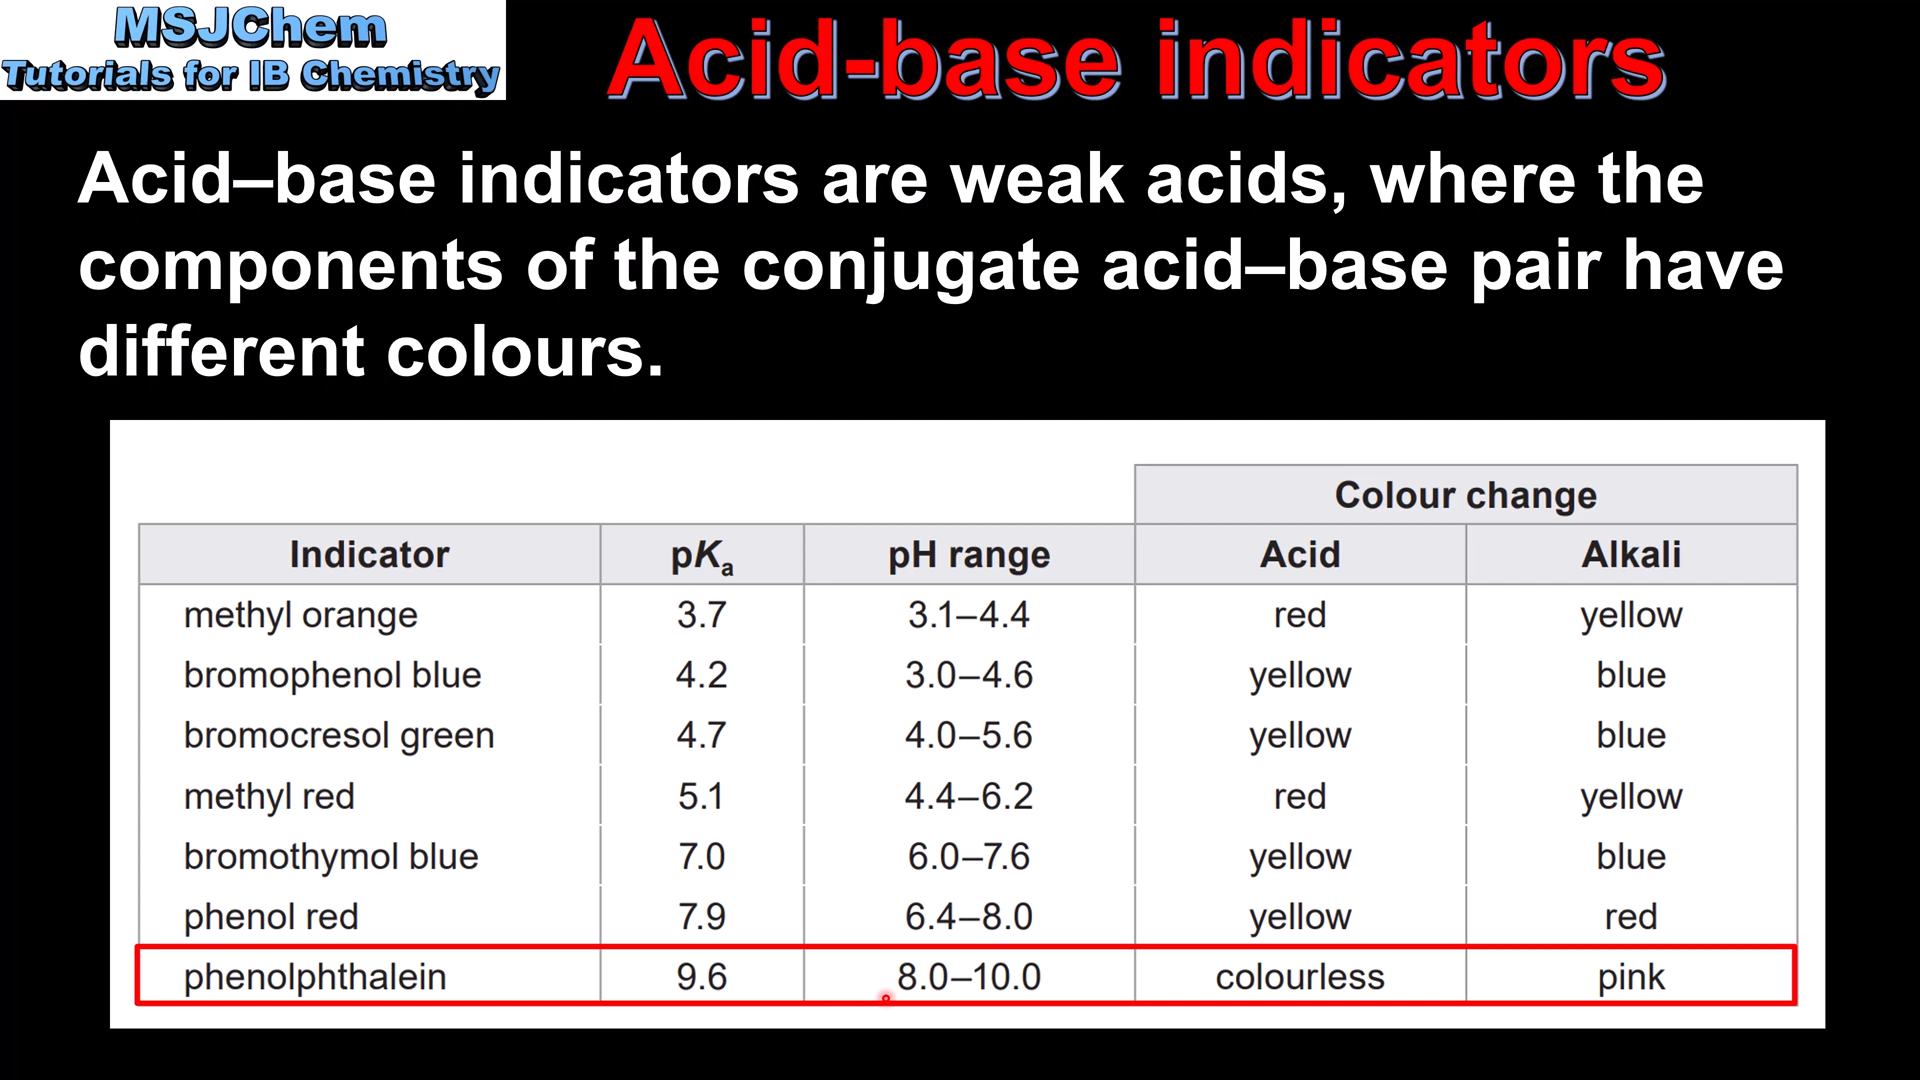 MSJChem
Tutorials for IB Chemistry
Acid-base indicators
Acid–base indicators are weak acids, where the
components of the conjugate acid–base pair have
different colours.
Colour change
Indicator pKa pH range Acid Alkali
methyl orange 3.7 3.1–4.4 red yellow
bromophenol blue 4.2 3.0–4.6 yellow blue
bromocresol green 4.7 4.0–5.6 yellow blue
methyl red 5.1 4.4–6.2 red yellow
bromothymol blue 7.0 6.0–7.6 yellow blue
phenol red 7.9 6.4–8.0 yellow red
phenolphthalein 9.6 8.0–10.0 colourless pink